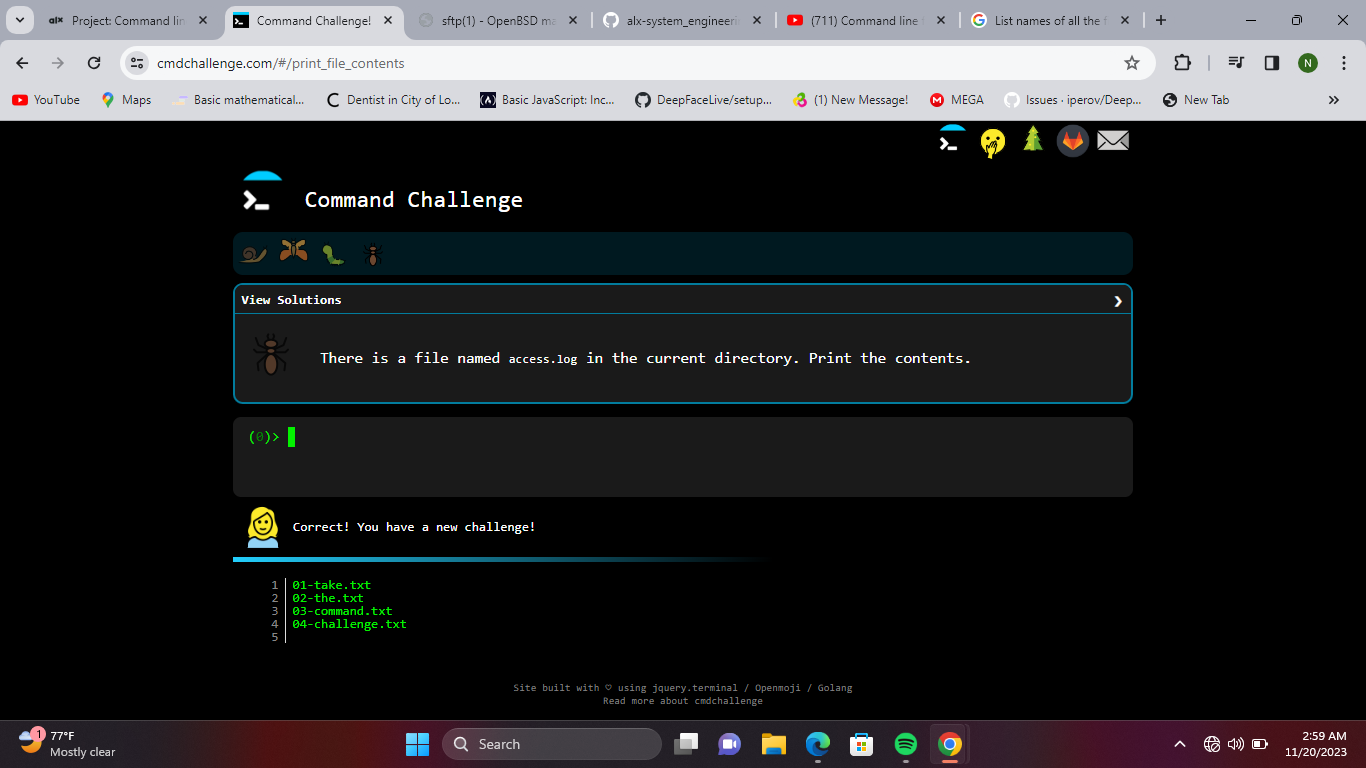 alx Project: Command lin
Command Challenge!
sftp(1) - OpenBSD ma
alx-system_engineeri
(711) Command line
List names of all the f
cmdchallenge.com/#/print_file_contents
N
YouTube
Maps
Basic mathematical...
Dentist in City of Lo...
Basic JavaScript: Inc...
DeepFaceLive/setup...
(1) New Message!
MEGA
Issues · iperov/Deep...
New Tab
»
Command Challenge
View Solutions
There is a file named access.log in the current directory. Print the contents.
(0)>
Correct! You have a new challenge!
1 01-take.txt
2 02-the.txt
3 03-command.txt
4 04-challenge.txt
5
Site built with ♡ using jquery.terminal / Openmoji / Golang
Read more about cmdchallenge
1
77°F
Mostly clear
Search
2:59 AM
11/20/2023